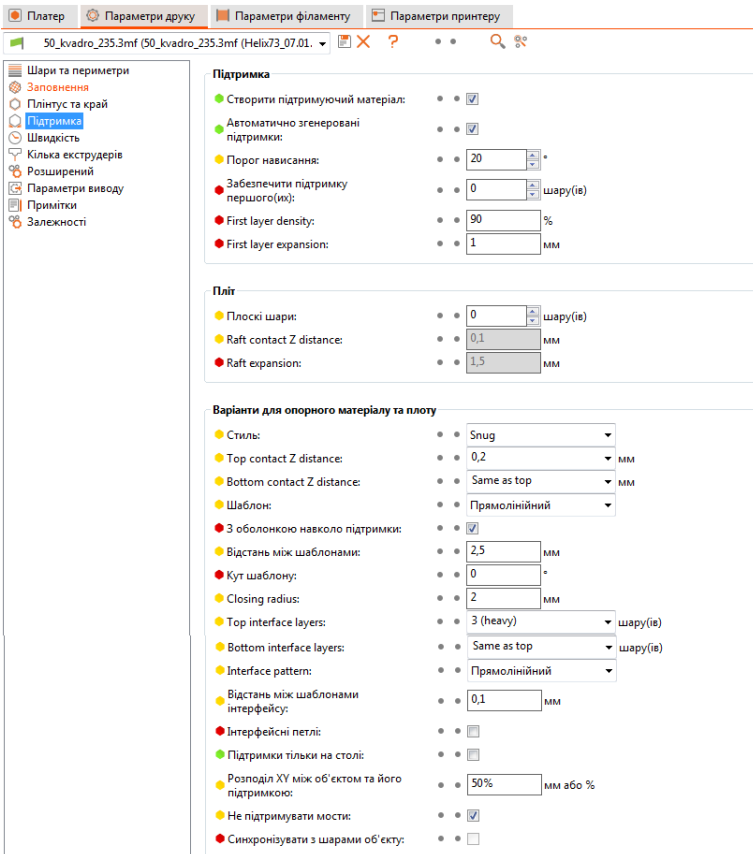 Платер Параметри друку Параметри філаменту Параметри принтеру
50_kvadro_235.3mf (50_kvadro_235.3mf (Helix73_07.01. ?
Шари та периметри
Заповнення
Плінтус та край
Підтримка
Швидкість
Кілька екструдерів
Розширений
Параметри виводу
Примітки
Залежності
Підтримка
Створити підтримуючий матеріал:
Автоматично згенеровані
підтримки:
Порог нависання: 20 °
Забезпечити підтримку
першого(их): 0 шару(ів)
First layer density: 90 %
First layer expansion: 1 мм
Пліт
Плоскі шари: 0 шару(ів)
Raft contact Z distance: 0,1 мм
Raft expansion: 1,5 мм
Варіанти для опорного матеріалу та плоту
Стиль: Snug
Top contact Z distance: 0,2 мм
Bottom contact Z distance: Same as top мм
Шаблон: Прямолінійний
З оболонкою навколо підтримки:
Відстань між шаблонами: 2,5 мм
Кут шаблону: 0 °
Closing radius: 2 мм
Top interface layers: 3 (heavy) шару(ів)
Bottom interface layers: Same as top шару(ів)
Interface pattern: Прямолінійний
Відстань між шаблонами
інтерфейсу: 0,1 мм
Інтерфейсні петлі:
Підтримки тільки на столі:
Розподіл XY між об'єктом та його
підтримкою: 50% мм або %
Не підтримувати мости:
Синхронізувати з шарами об'єкту: